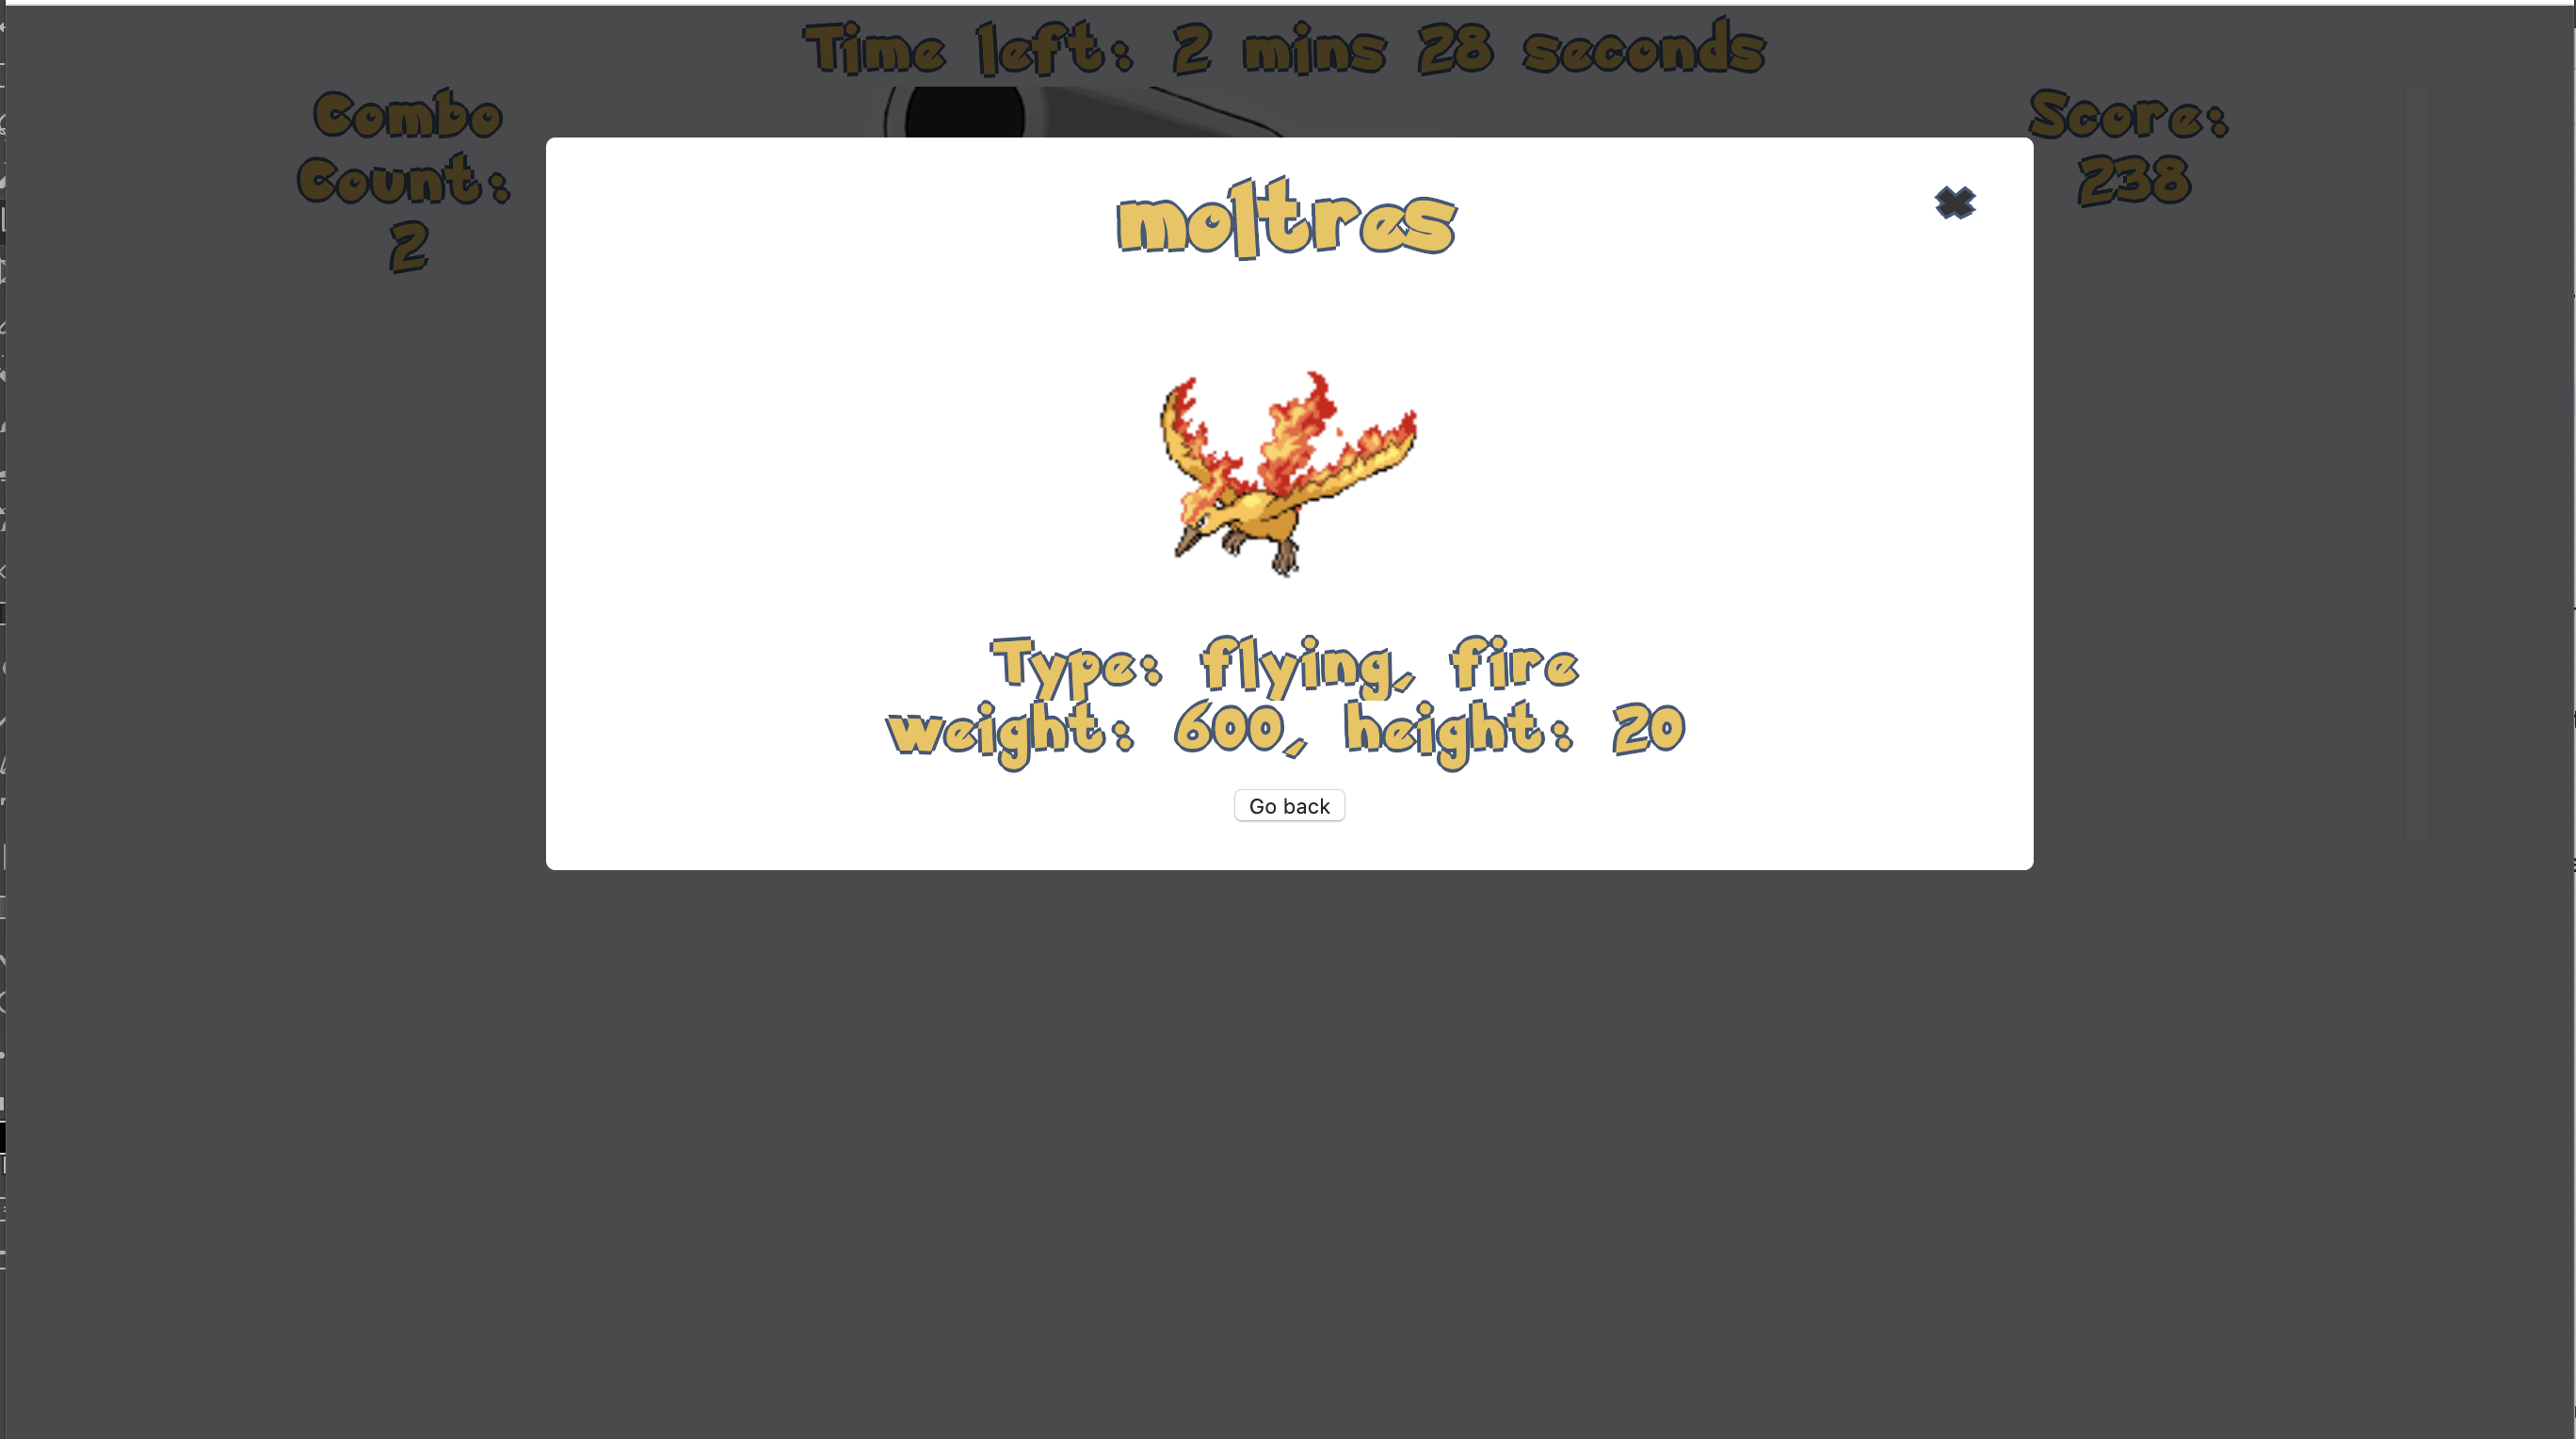 Time left: 2 mins 28 seconds
Combo
Count:
2
Score:
238
moltres
✖
Type: flying, fire
weight: 600, height: 20
Go back